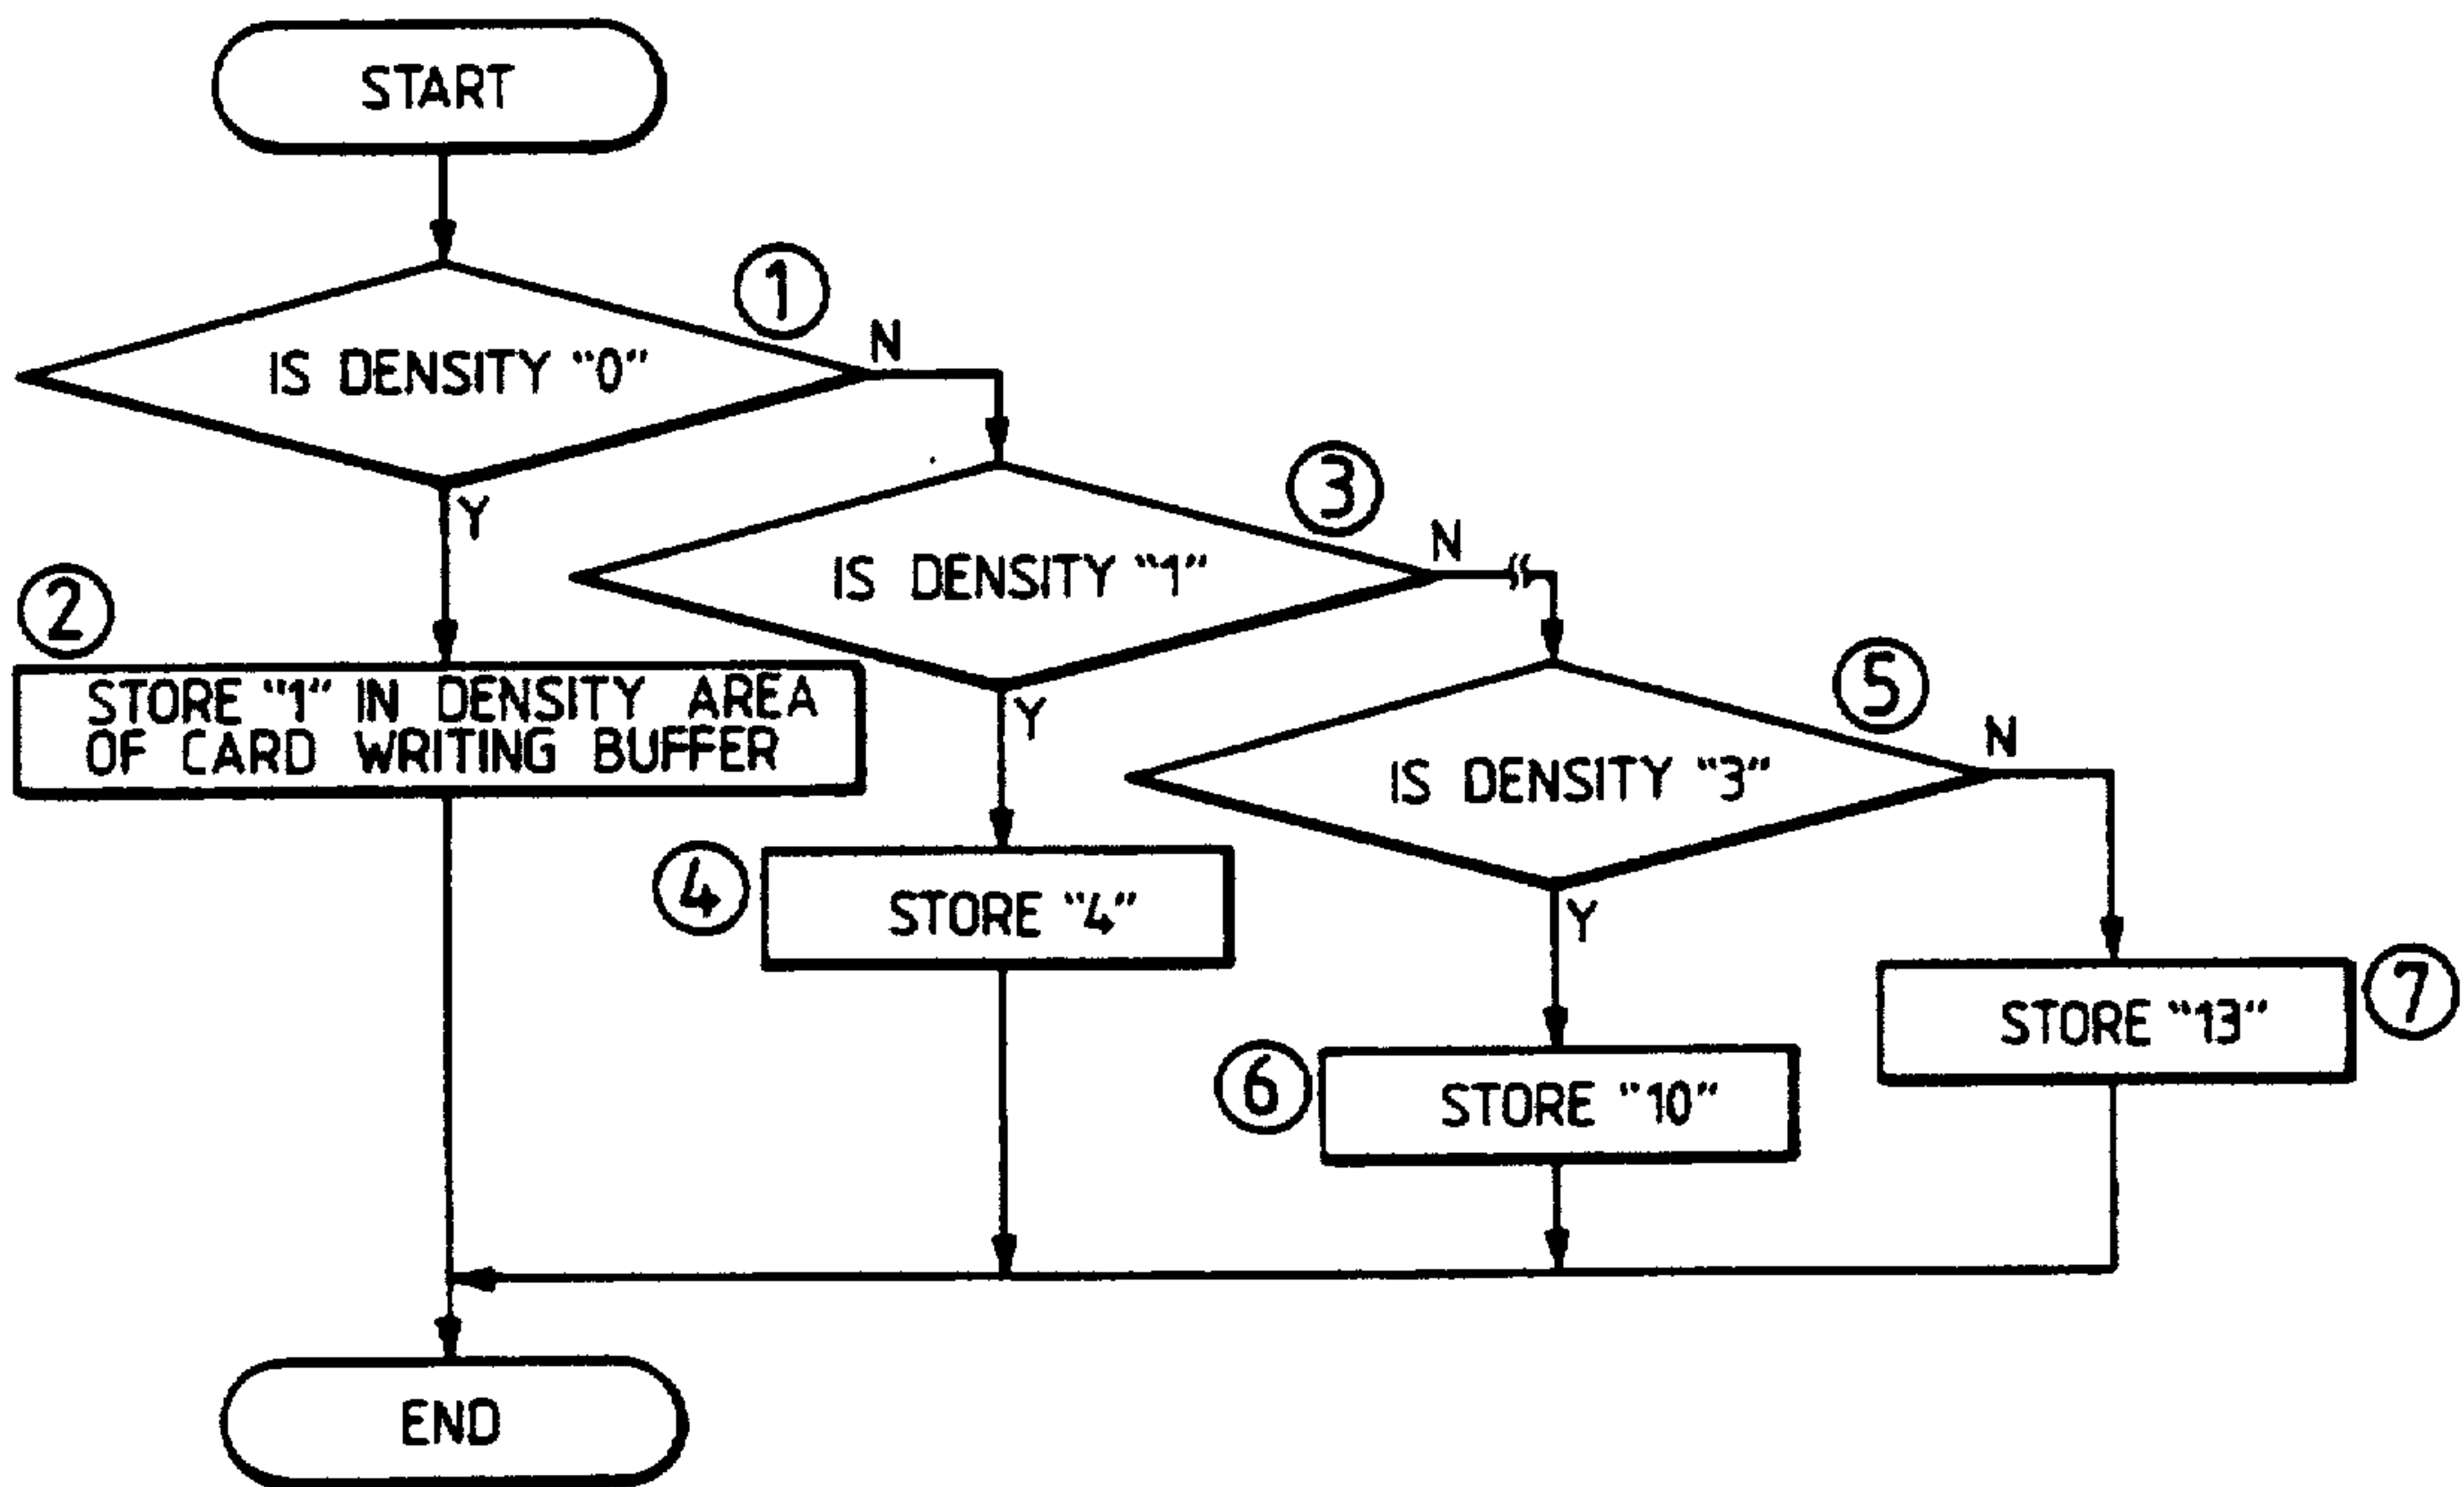 START
1
IS DENSITY “0”
N
Y
3
IS DENSITY “1”
N
2
STORE “1” IN DENSITY AREA
OF CARD WRITING BUFFER
Y
5
IS DENSITY “3”
N
4
STORE “4”
Y
7
STORE “13”
6
STORE “10”
END